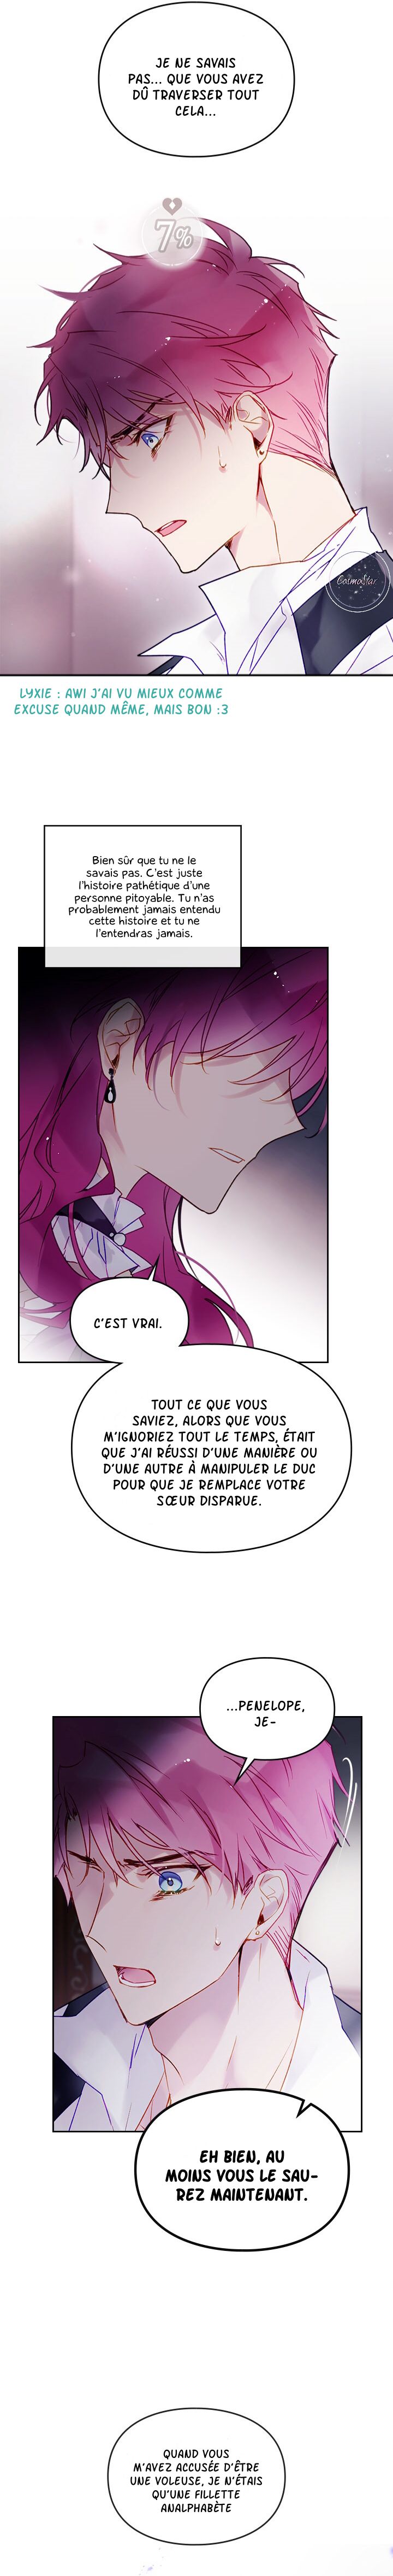 JE NE SAVAIS
PAS... QUE VOUS AVEZ
DÛ TRAVERSER TOUT
CELA...
7%
CalmoStar
LYXIE : AWI J'AI VU MIEUX COMME
EXCUSE QUAND MÊME, MAIS BON :3
Bien sûr que tu ne le
savais pas. C'est juste
l'histoire pathétique d'une
personne pitoyable. Tu n'as
probablement jamais entendu
cette histoire et tu ne
l'entendras jamais.
C'EST VRAI.
TOUT CE QUE VOUS
SAVIEZ, ALORS QUE VOUS
M'IGNORIEZ TOUT LE TEMPS, ÉTAIT
QUE J'AI RÉUSSI D'UNE MANIÈRE OU
D'UNE AUTRE À MANIPULER LE DUC
POUR QUE JE REMPLACE VOTRE
SŒUR DISPARUE.
...PENELOPE,
JE-
EH BIEN, AU
MOINS VOUS LE SAU-
REZ MAINTENANT.
QUAND VOUS
M'AVEZ ACCUSÉE D'ÊTRE
UNE VOLEUSE, JE N'ÉTAIS
QU'UNE FILLETTE
ANALPHABÈTE